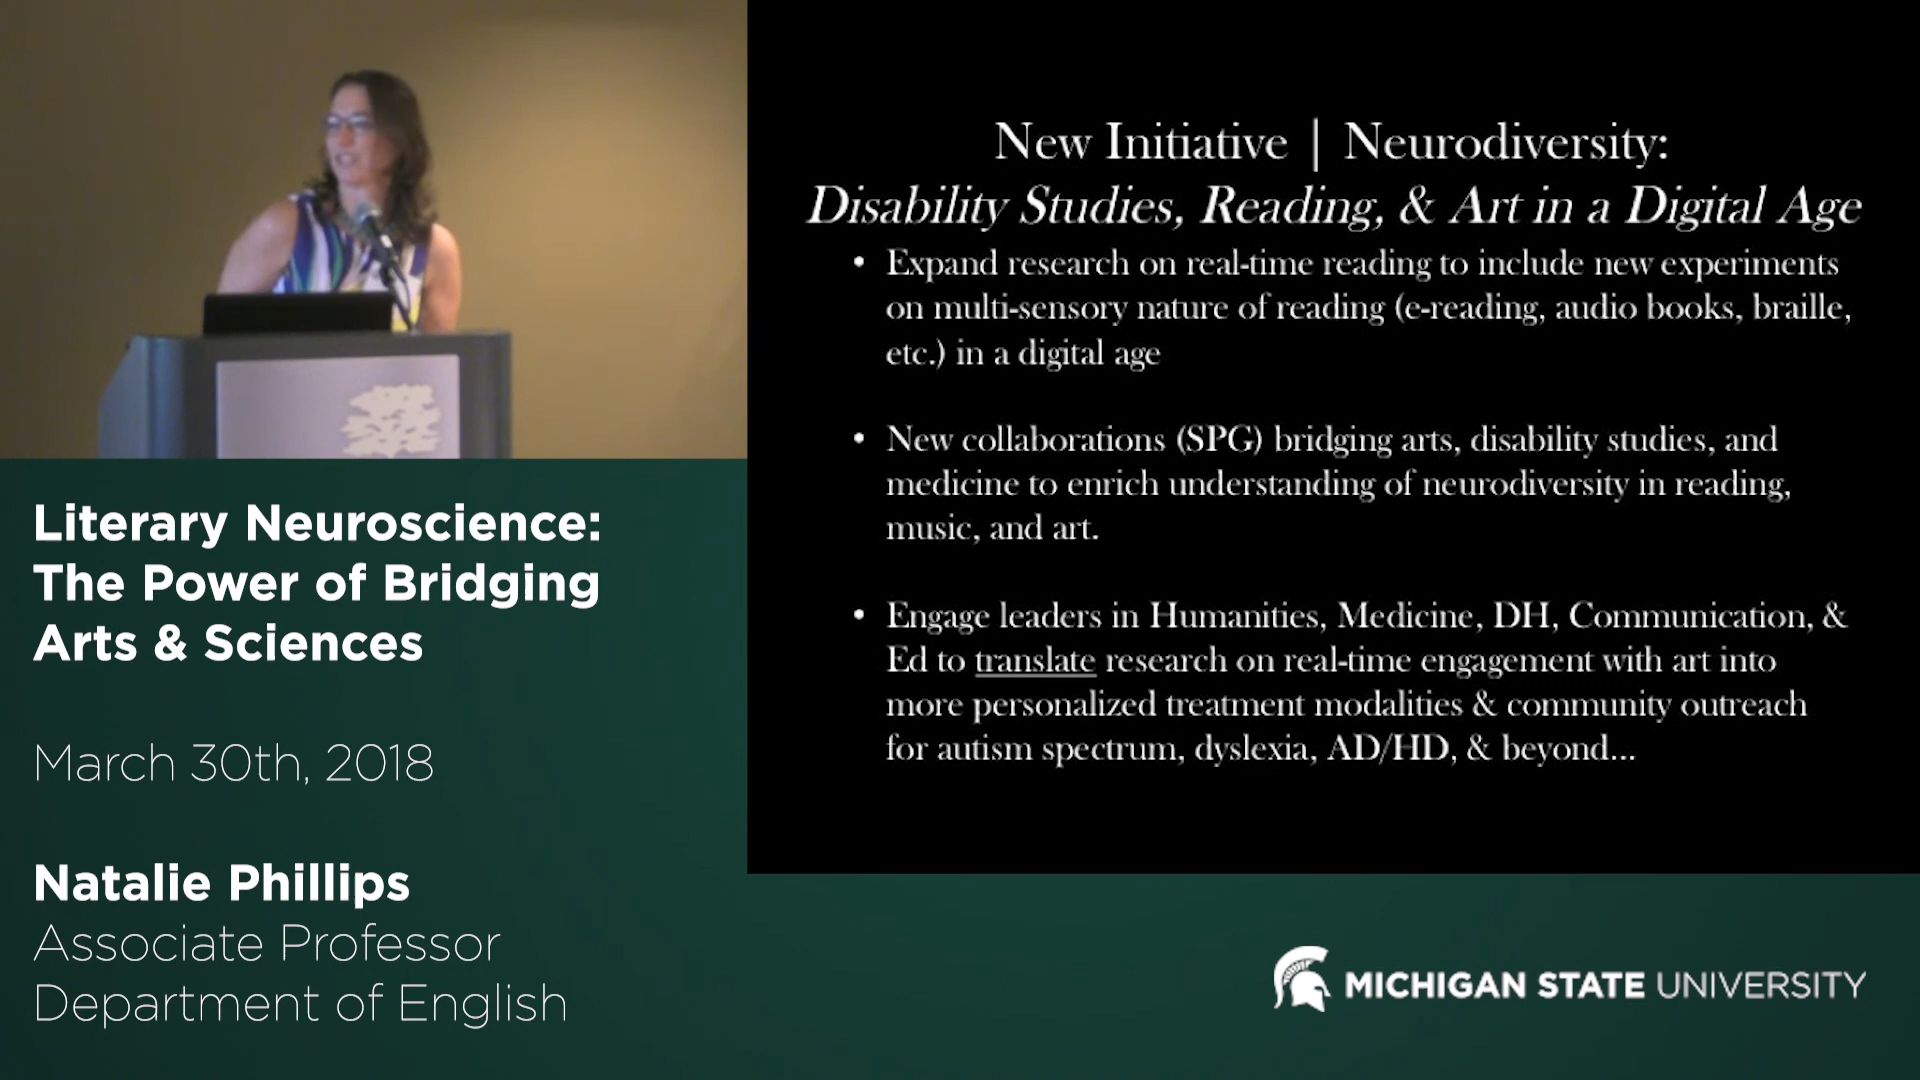 Literary Neuroscience:
The Power of Bridging
Arts & Sciences
March 30th, 2018
Natalie Phillips
Associate Professor
Department of English
New Initiative | Neurodiversity:
Disability Studies, Reading, & Art in a Digital Age
• Expand research on real-time reading to include new experiments
on multi-sensory nature of reading (e-reading, audio books, braille,
etc.) in a digital age
• New collaborations (SPG) bridging arts, disability studies, and
medicine to enrich understanding of neurodiversity in reading,
music, and art.
• Engage leaders in Humanities, Medicine, DH, Communication, &
Ed to translate research on real-time engagement with art into
more personalized treatment modalities & community outreach
for autism spectrum, dyslexia, AD/HD, & beyond...
MICHIGAN STATE UNIVERSITY